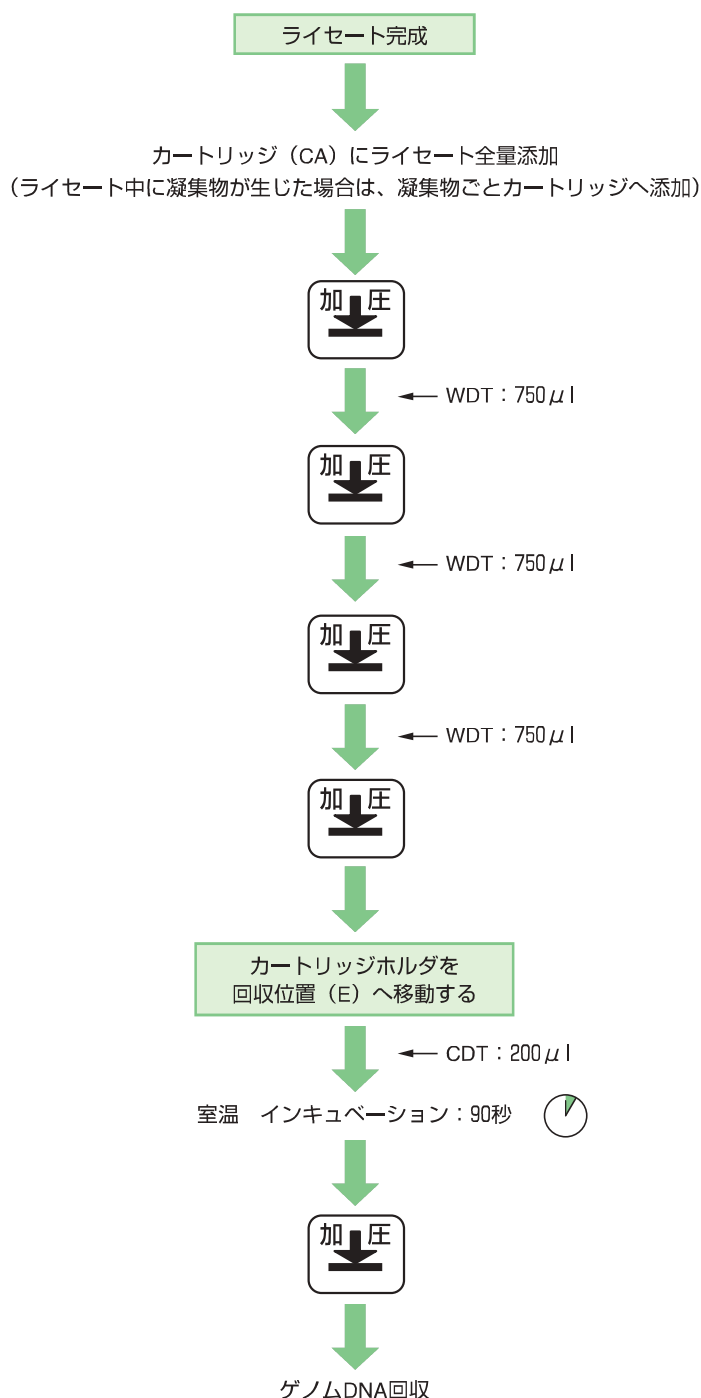 ライセート完成
カートリッジ（CA）にライセート全量添加
（ライセート中に凝集物が生じた場合は、凝集物ごとカートリッジへ添加）
加 圧
WDT：750μl
加 圧
WDT：750μl
加 圧
WDT：750μl
加 圧
カートリッジホルダを
回収位置（E）へ移動する
CDT：200μl
室温　インキュベーション：90秒
加 圧
ゲノムDNA回収